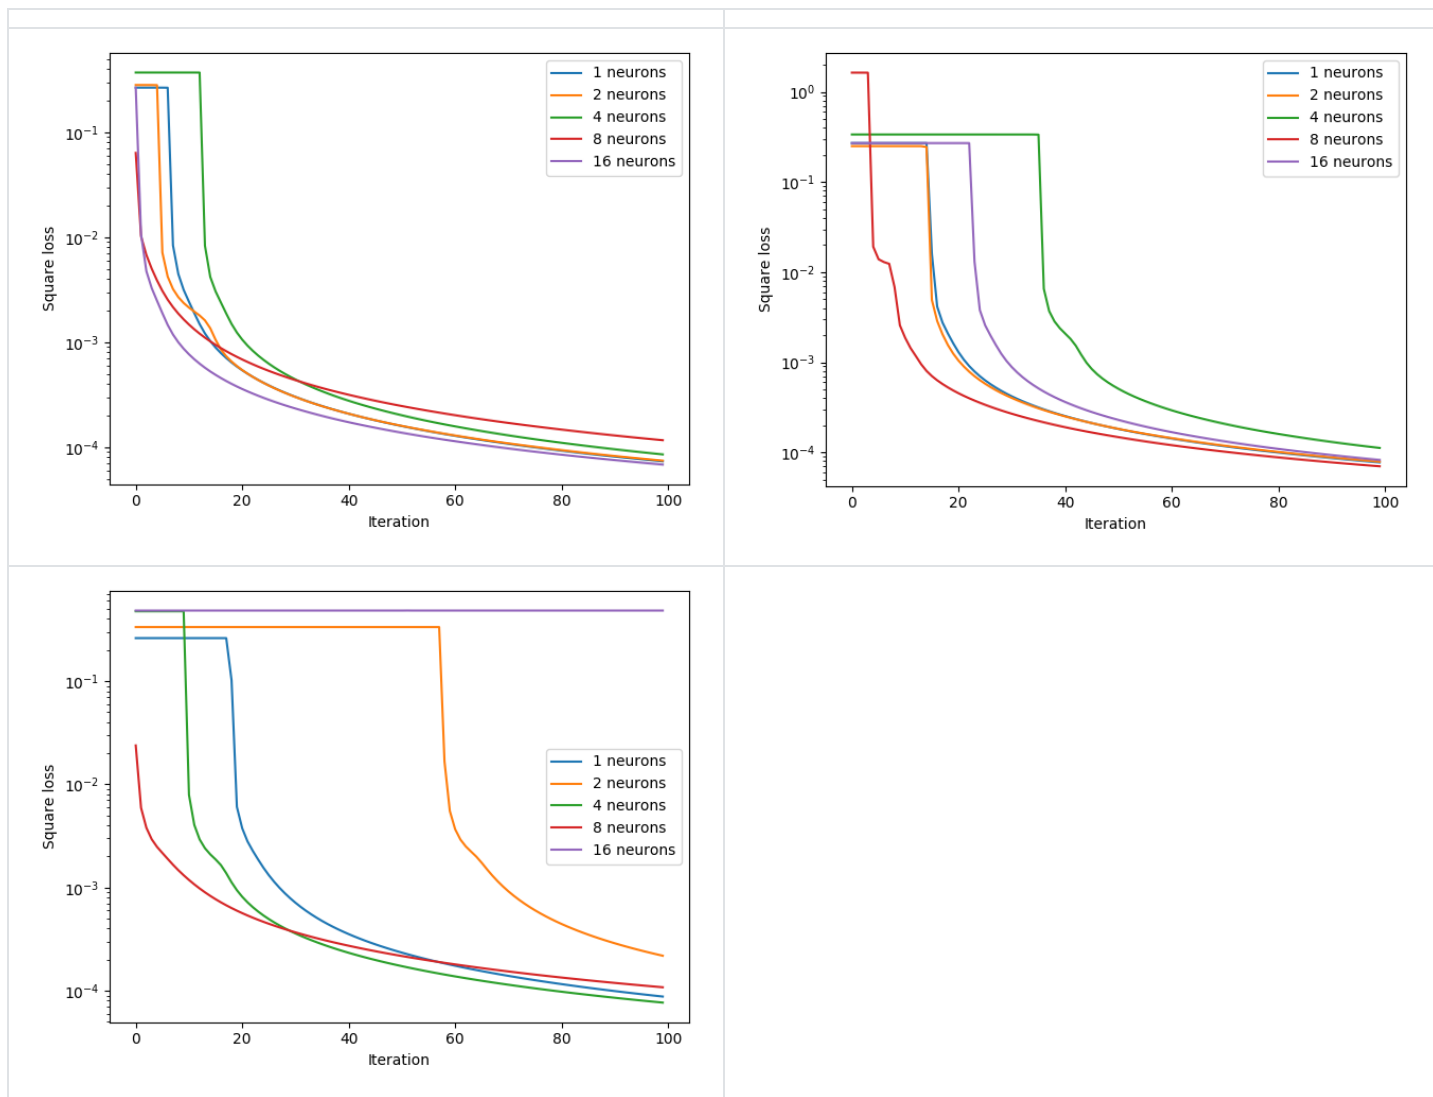 10⁻¹
10⁻²
10⁻³
10⁻⁴
Square loss
0 20 40 60 80 100
Iteration
1 neurons
2 neurons
4 neurons
8 neurons
16 neurons
10⁰
10⁻¹
10⁻²
10⁻³
10⁻⁴
Square loss
0 20 40 60 80 100
Iteration
1 neurons
2 neurons
4 neurons
8 neurons
16 neurons
10⁻¹
10⁻²
10⁻³
10⁻⁴
Square loss
0 20 40 60 80 100
Iteration
1 neurons
2 neurons
4 neurons
8 neurons
16 neurons